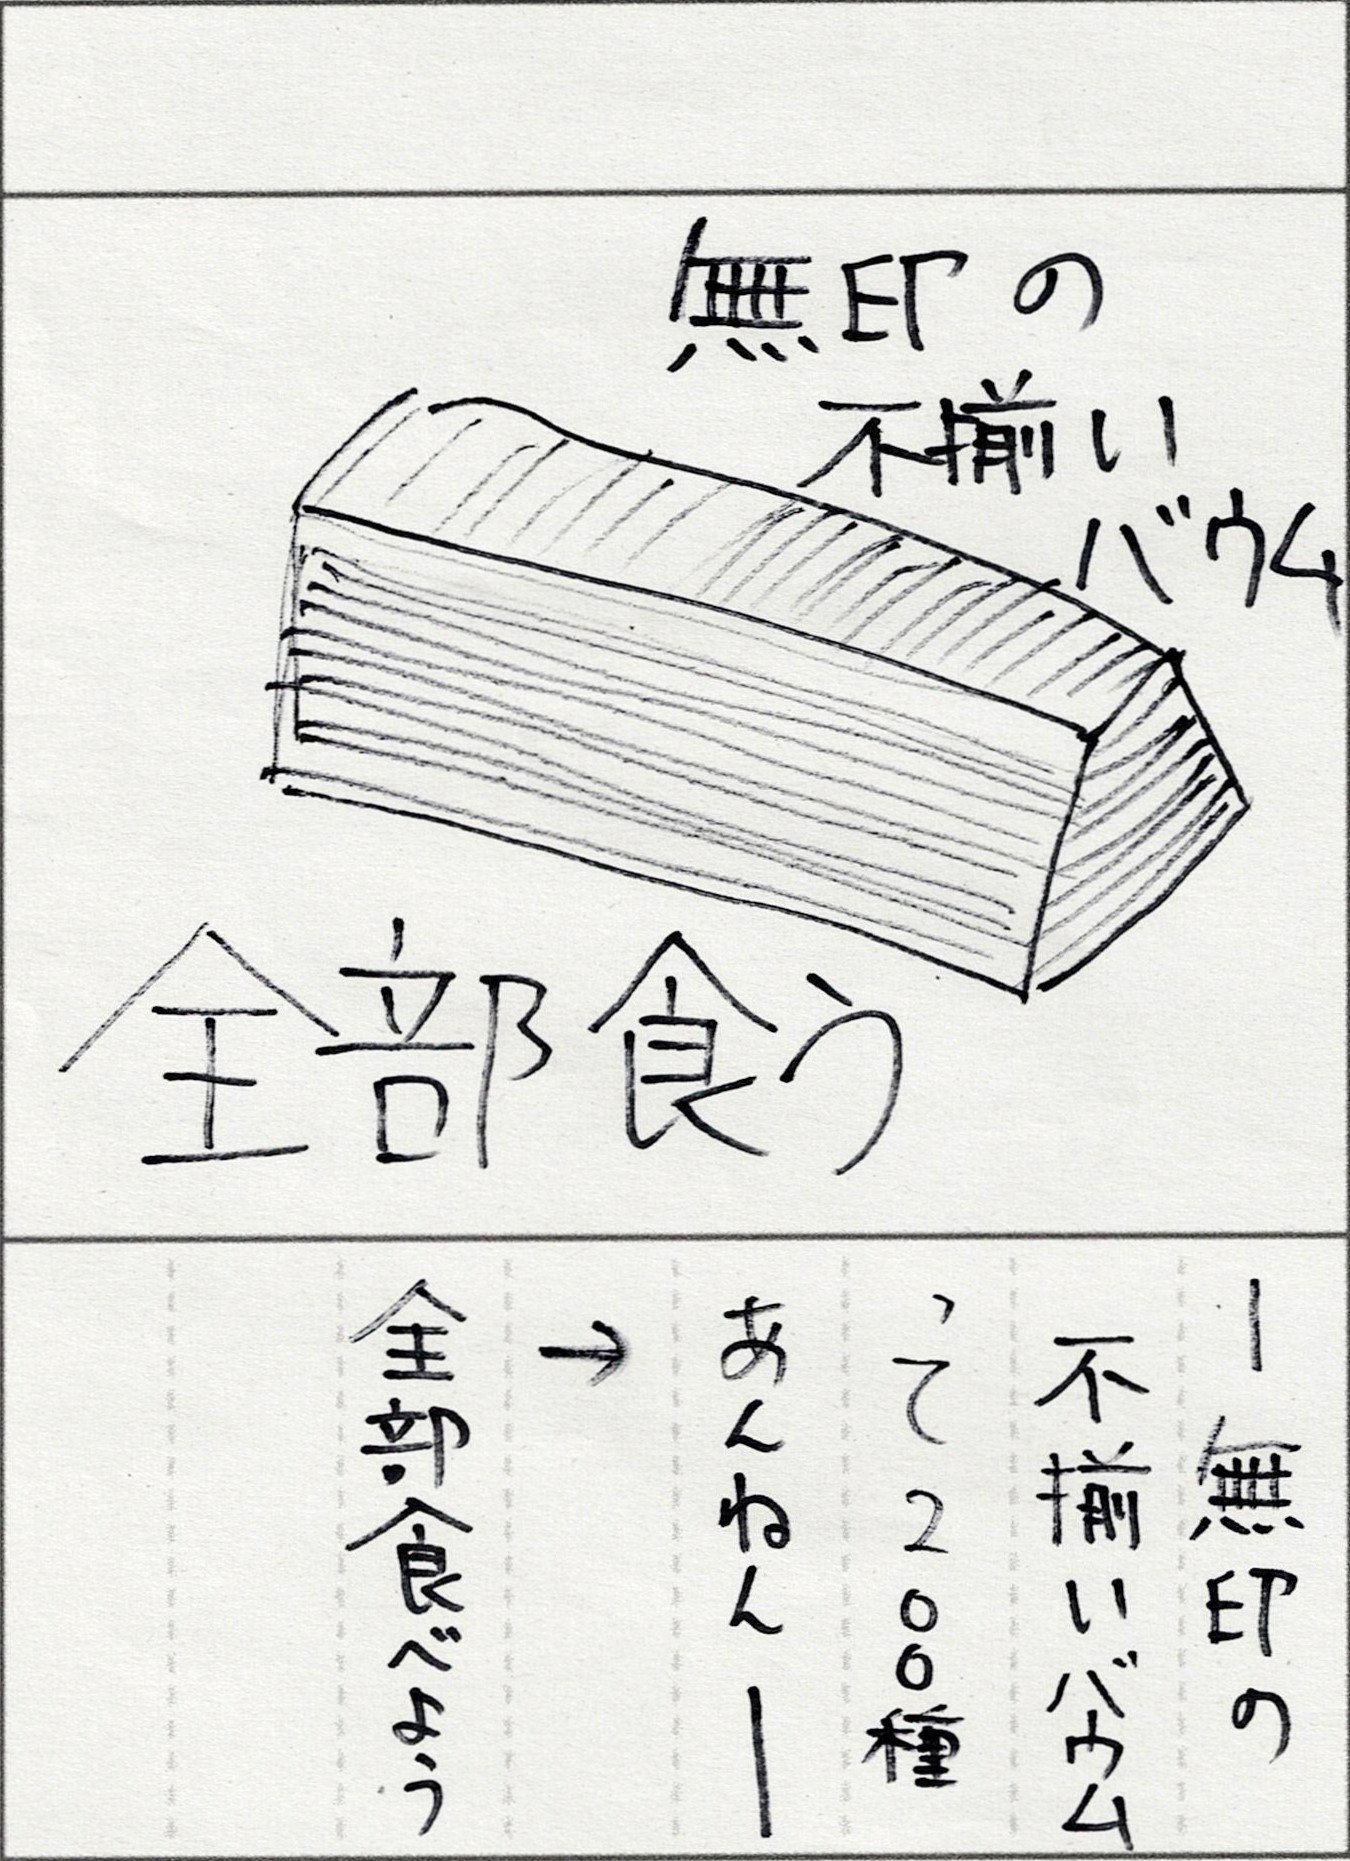 無印の
不揃い
バウム
全部食う
ー無印の
不揃いバウム
って200種
あんねんー
→
全部食べよう